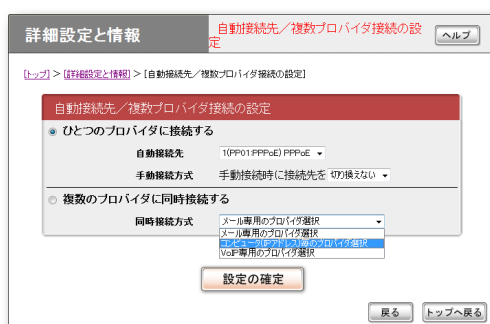 詳細設定と情報
自動接続先／複数プロバイダ接続の設
定
ヘルプ
[トップ] > [詳細設定と情報] > [自動接続先／複数プロバイダ接続の設定]
自動接続先／複数プロバイダ接続の設定
ひとつのプロバイダに接続する
自動接続先 1(PP01:PPPoE) PPPoE
手動接続方式 手動接続時に接続先を 切り換えない
複数のプロバイダに同時接続する
同時接続方式 メール専用のプロバイダ選択
メール専用のプロバイダ選択
コンピュータ(IPアドレス)毎のプロバイダ選択
VoIP専用のプロバイダ選択
設定の確定
戻る トップへ戻る